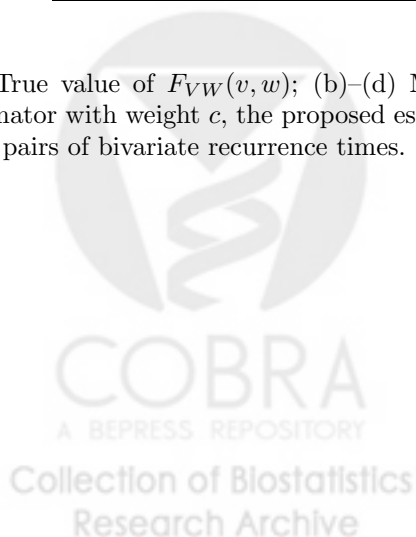 True value of F_{VW}(v, w); (b)–(d) M
nator with weight c, the proposed es
pairs of bivariate recurrence times.
COBRA
A BEPRESS REPOSITORY
Collection of Biostatistics
Research Archive